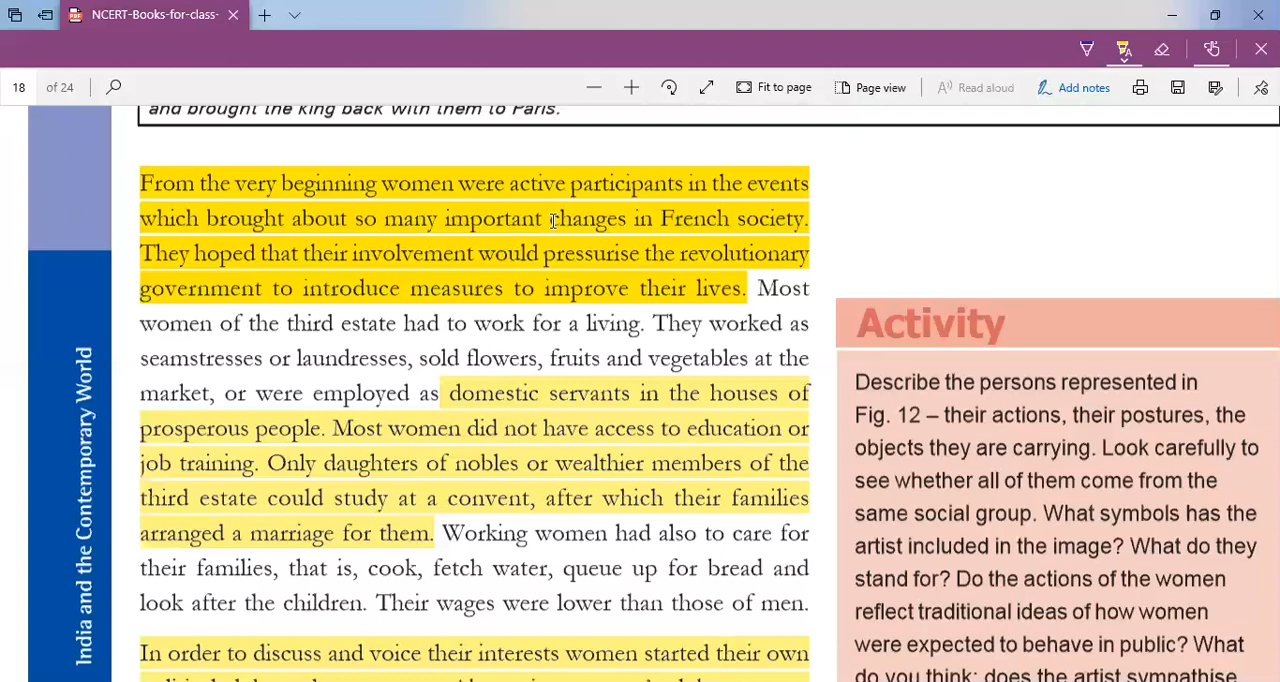 NCERT-Books-for-class-
18 of 24
Fit to page
Page view
Read aloud
Add notes
and brought the King back with them to Paris.
From the very beginning women were active participants in the events
which brought about so many important changes in French society.
They hoped that their involvement would pressurise the revolutionary
government to introduce measures to improve their lives. Most
women of the third estate had to work for a living. They worked as
seamstresses or laundresses, sold flowers, fruits and vegetables at the
market, or were employed as domestic servants in the houses of
prosperous people. Most women did not have access to education or
job training. Only daughters of nobles or wealthier members of the
third estate could study at a convent, after which their families
arranged a marriage for them. Working women had also to care for
their families, that is, cook, fetch water, queue up for bread and
look after the children. Their wages were lower than those of men.
In order to discuss and voice their interests women started their own
India and the Contemporary World
Activity
Describe the persons represented in
Fig. 12 – their actions, their postures, the
objects they are carrying. Look carefully to
see whether all of them come from the
same social group. What symbols has the
artist included in the image? What do they
stand for? Do the actions of the women
reflect traditional ideas of how women
were expected to behave in public? What
do you think: does the artist sympathise